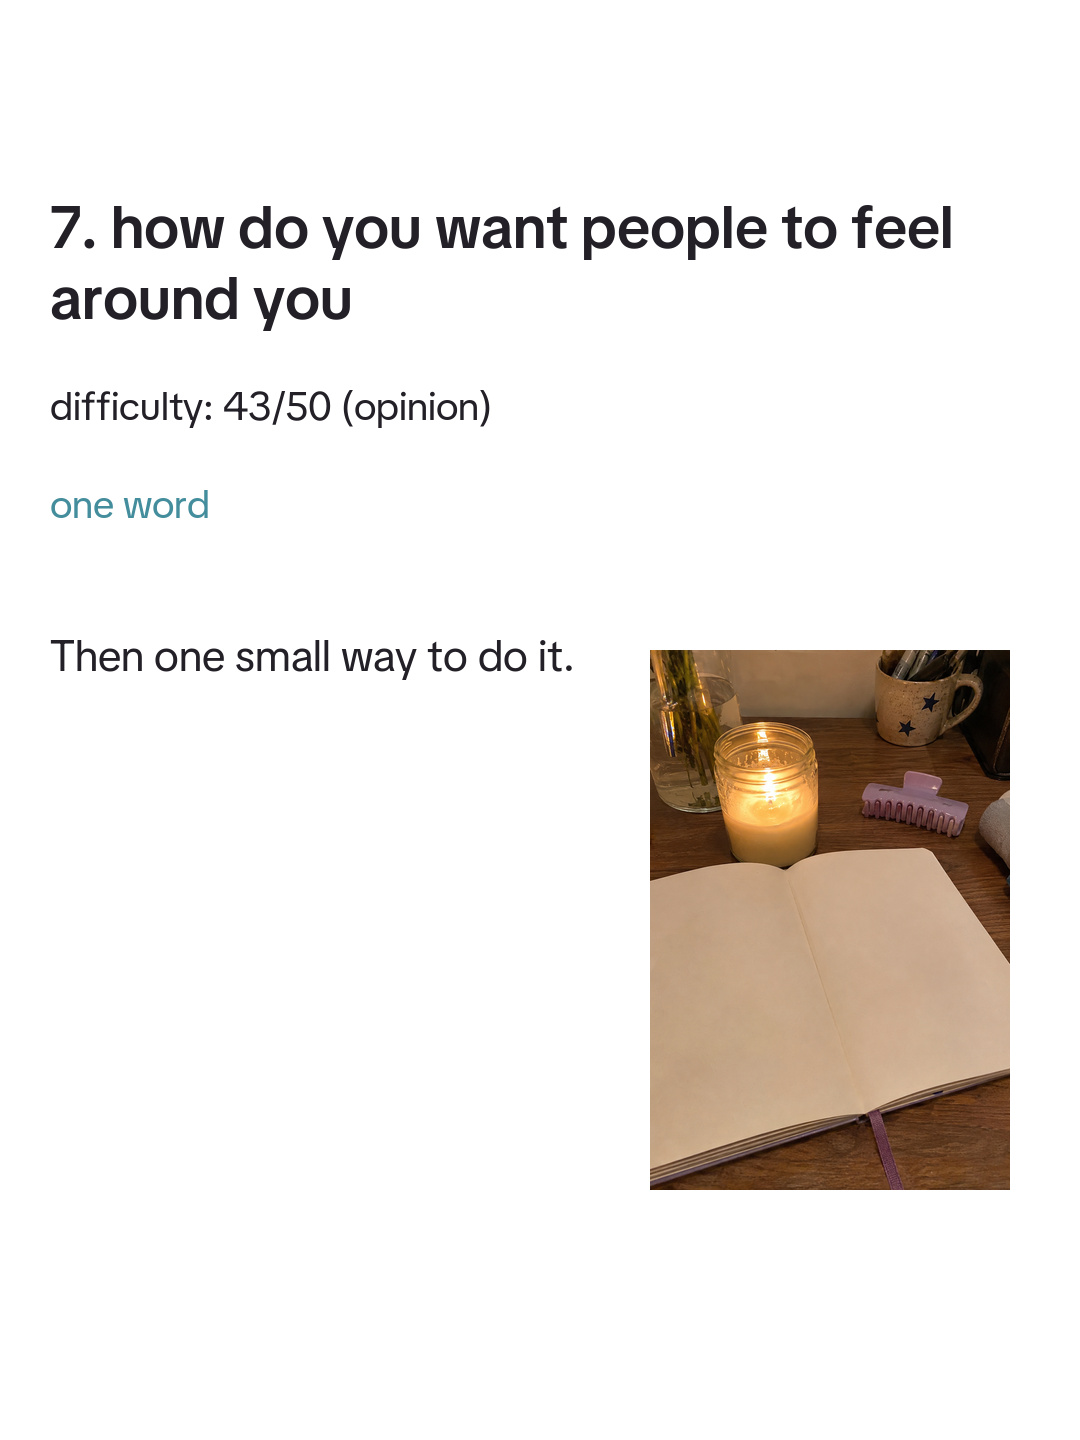 7. how do you want people to feel
around you
difficulty: 43/50 (opinion)
one word
Then one small way to do it.